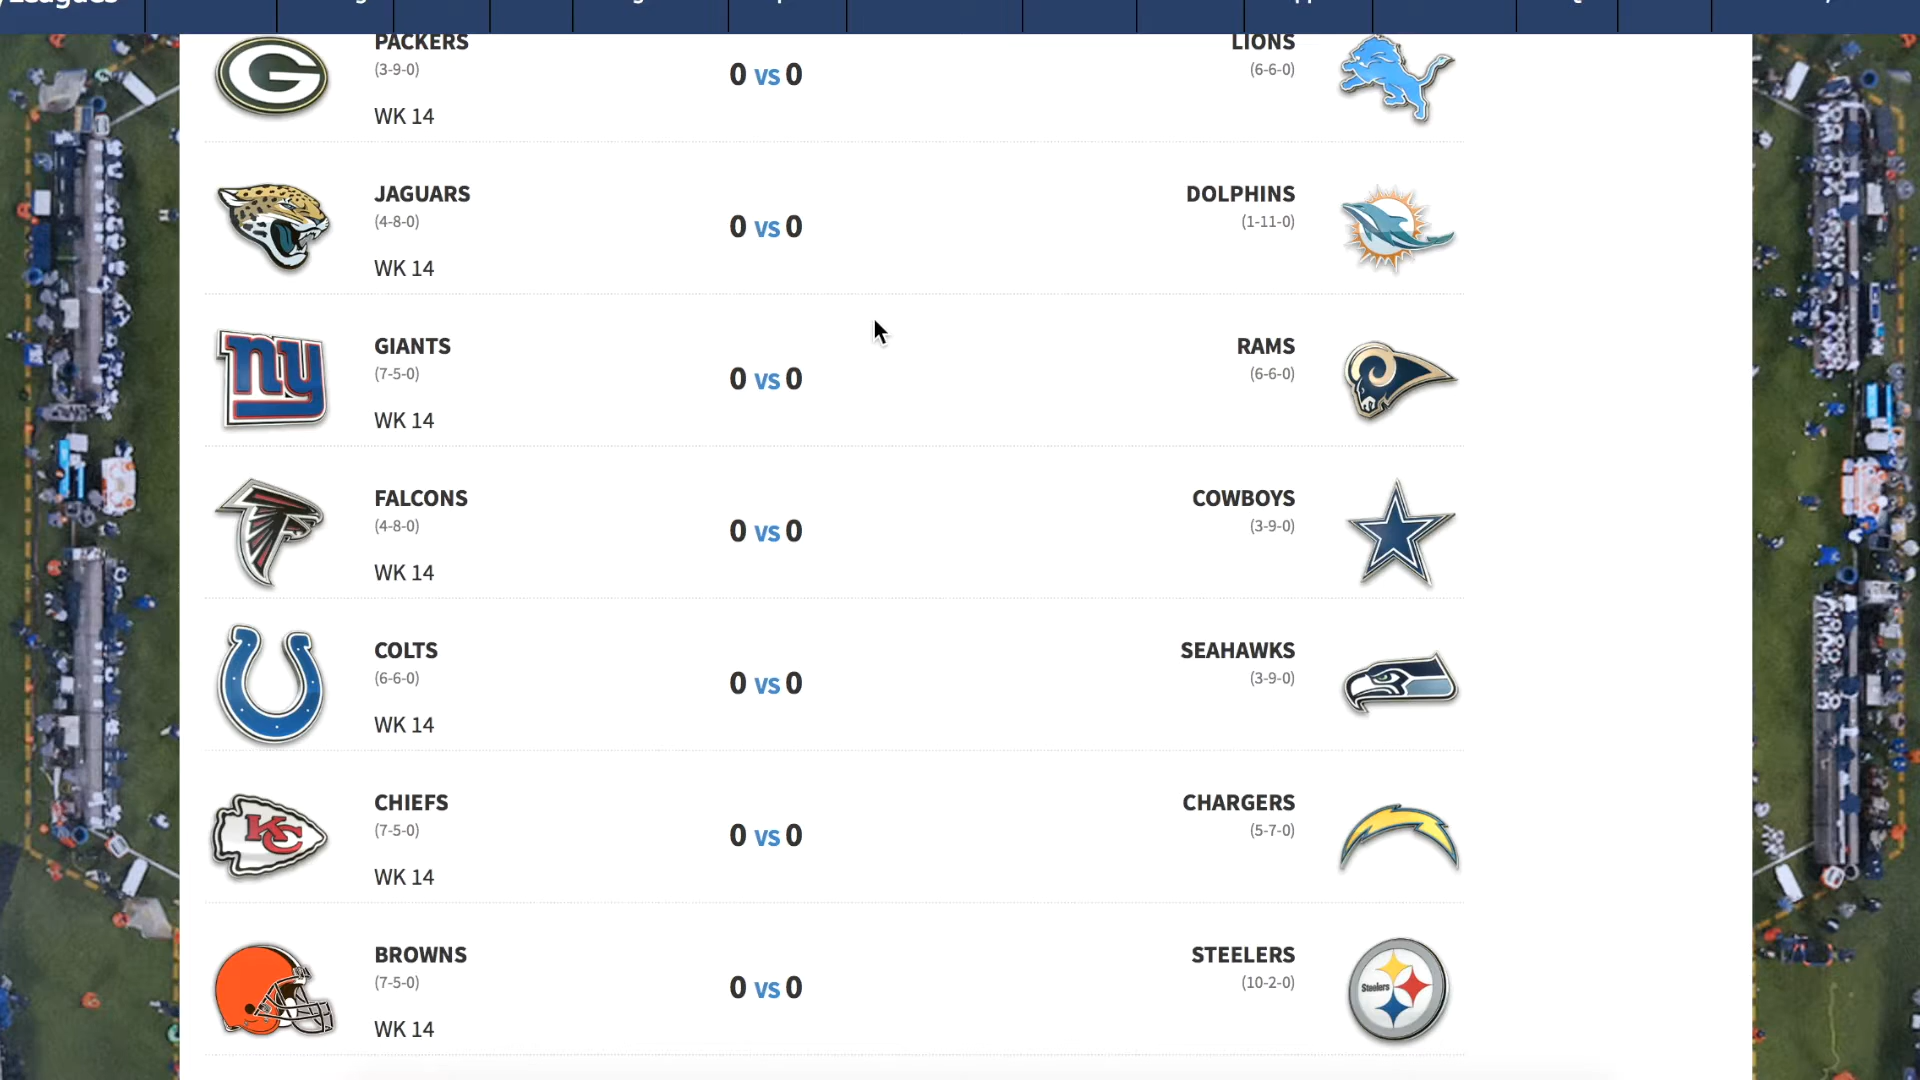 PACKERS
(3-9-0)
WK 14
0 vs 0
LIONS
(6-6-0)
JAGUARS
(4-8-0)
WK 14
0 vs 0
DOLPHINS
(1-11-0)
GIANTS
(7-5-0)
WK 14
0 vs 0
RAMS
(6-6-0)
FALCONS
(4-8-0)
WK 14
0 vs 0
COWBOYS
(3-9-0)
COLTS
(6-6-0)
WK 14
0 vs 0
SEAHAWKS
(3-9-0)
CHIEFS
(7-5-0)
WK 14
0 vs 0
CHARGERS
(5-7-0)
BROWNS
(7-5-0)
WK 14
0 vs 0
STEELERS
(10-2-0)
G
ny
KC
Steelers